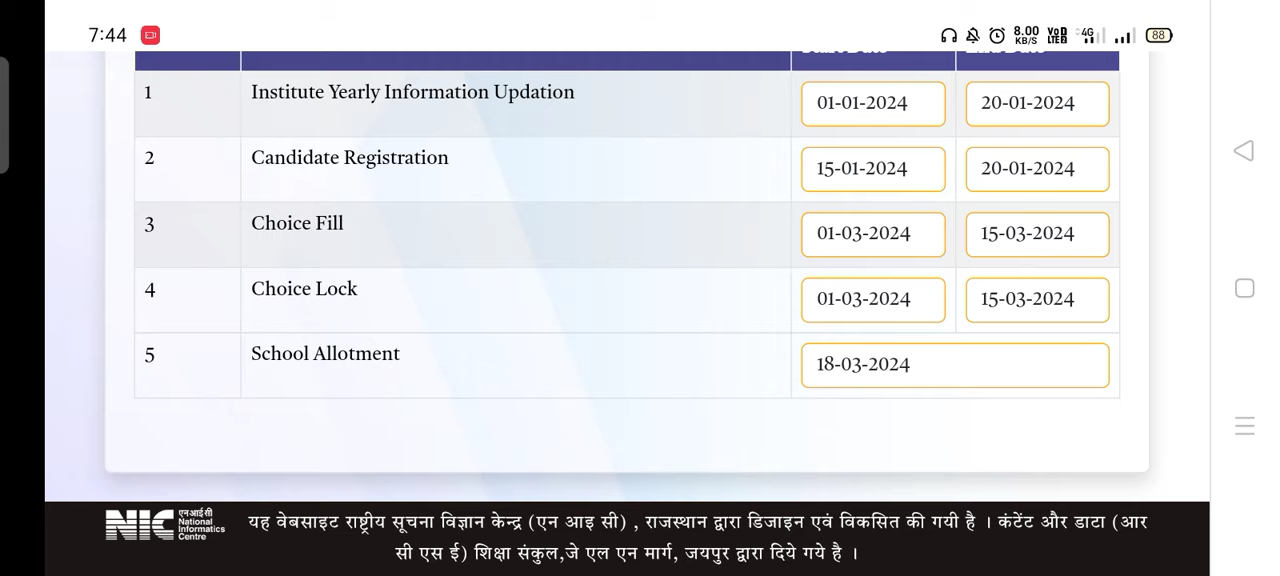 7:44
8.00 KB/S VoD LTE2 4G 88
1 Institute Yearly Information Updation 01-01-2024 20-01-2024
2 Candidate Registration 15-01-2024 20-01-2024
3 Choice Fill 01-03-2024 15-03-2024
4 Choice Lock 01-03-2024 15-03-2024
5 School Allotment 18-03-2024
NIC एनआईसी National Informatics Centre
यह वेबसाइट राष्ट्रीय सूचना विज्ञान केन्द्र (एन आइ सी) , राजस्थान द्वारा डिजाइन एवं विकसित की गयी है । कंटेंट और डाटा (आर
सी एस ई) शिक्षा संकुल,जे एल एन मार्ग, जयपुर द्वारा दिये गये है ।